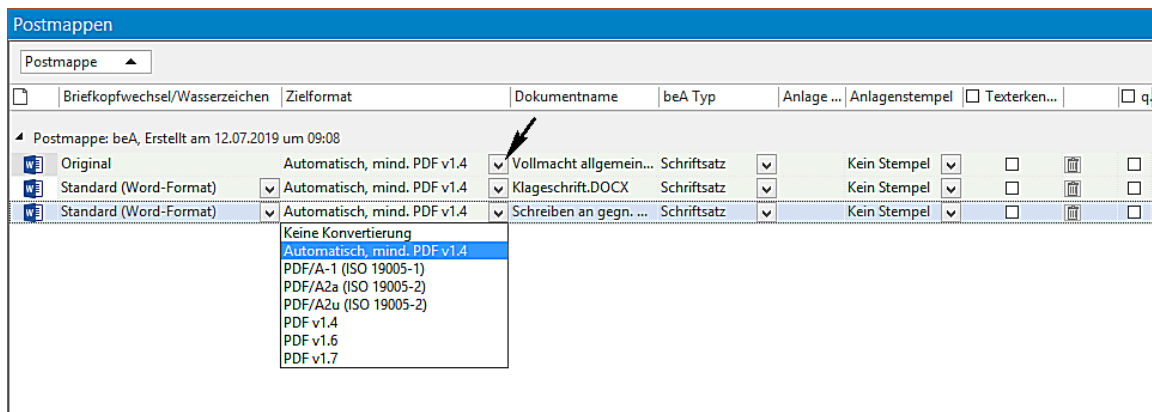 Postmappen
Postmappe
Briefkopfwechsel/Wasserzeichen Zielformat Dokumentname beA Typ Anlage ... Anlagenstempel Texterken... q.
Postmappe: beA, Erstellt am 12.07.2019 um 09:08
Original Automatisch, mind. PDF v1.4 Vollmacht allgemein... Schriftsatz Kein Stempel
Standard (Word-Format) Automatisch, mind. PDF v1.4 Klageschrift.DOCX Schriftsatz Kein Stempel
Standard (Word-Format) Automatisch, mind. PDF v1.4 Schreiben an gegn. ... Schriftsatz Kein Stempel
Keine Konvertierung
Automatisch, mind. PDF v1.4
PDF/A-1 (ISO 19005-1)
PDF/A2a (ISO 19005-2)
PDF/A2u (ISO 19005-2)
PDF v1.4
PDF v1.6
PDF v1.7